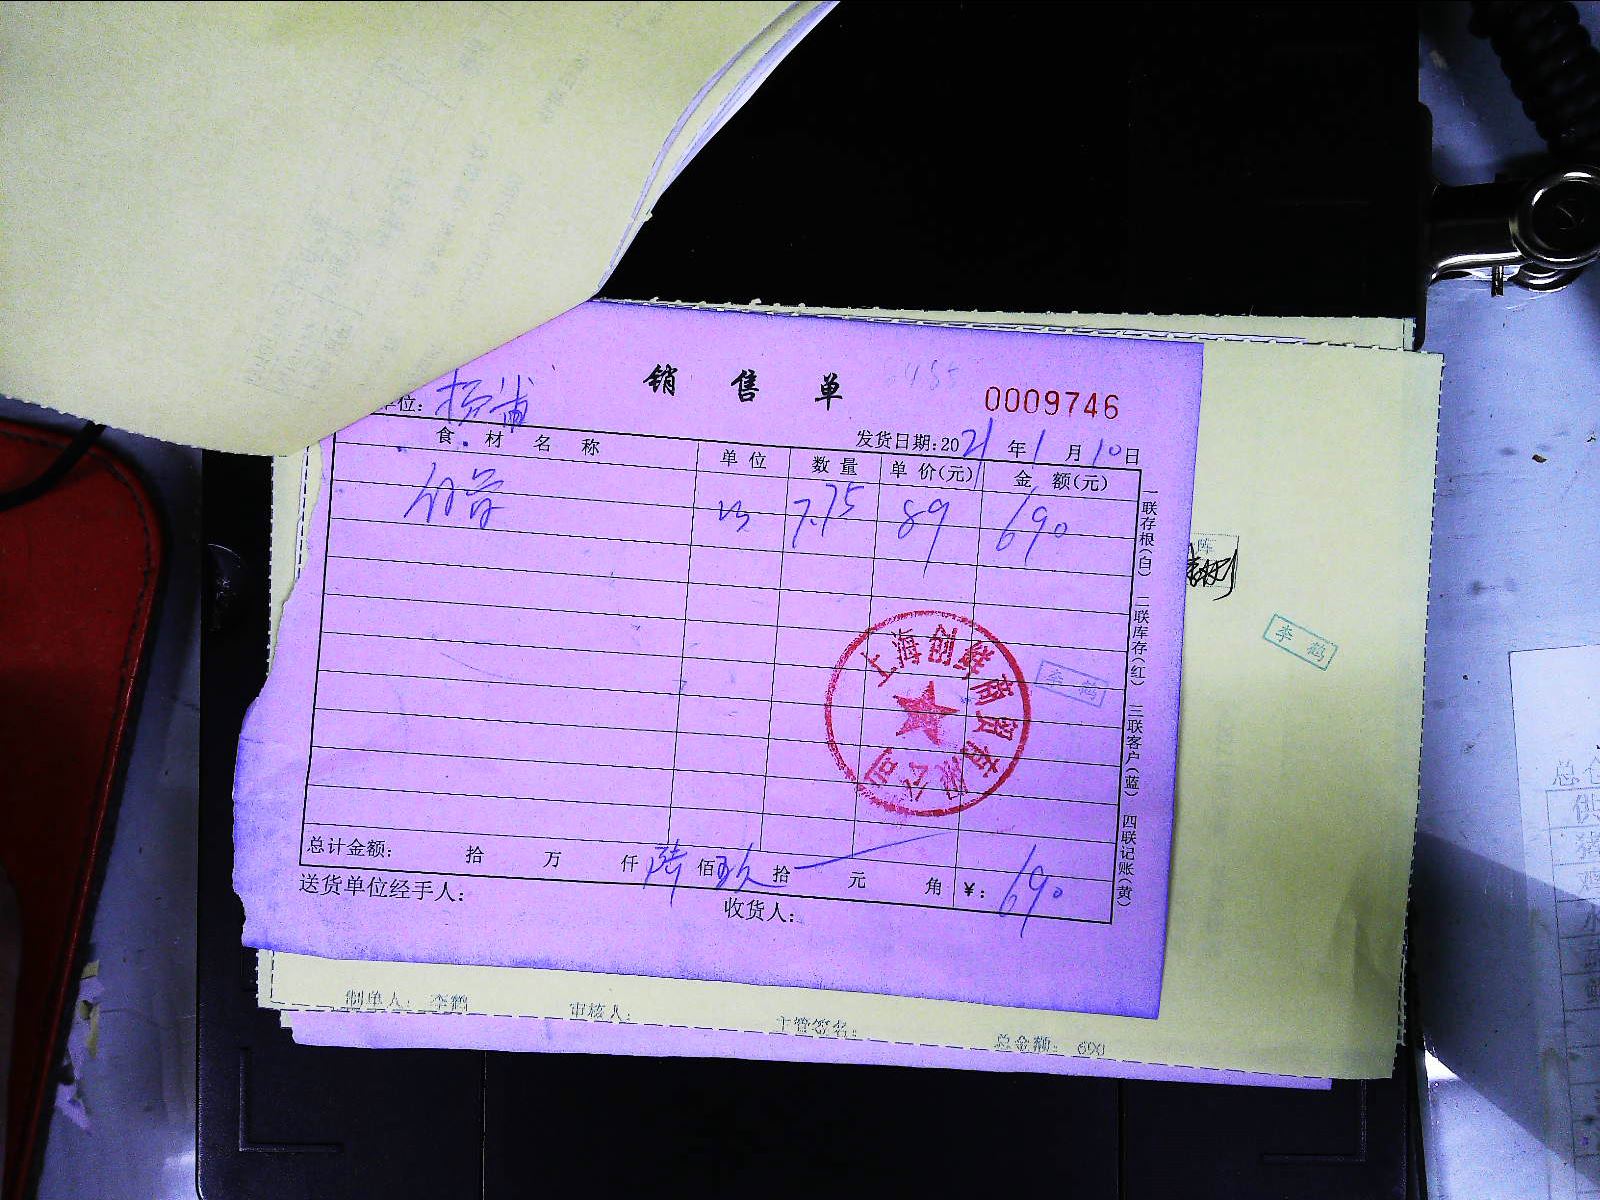 销售单
0009746
单位: 杨浦
发货日期: 2021年1月10日
食材名称 单位 数量 单价(元) 金额(元)
7.75 89 690
一联存根(白) 二联库存(红) 三联客户(蓝) 四联记账(黄)
上海创鲜商贸有限公司
李鹤
李鹤
总计金额: 拾 万 仟 陆 佰 玖 拾 元 角 ¥: 690
送货单位经手人: 收货人:
制单人: 李鹤 审核人: 主管签名: 总金额: 690